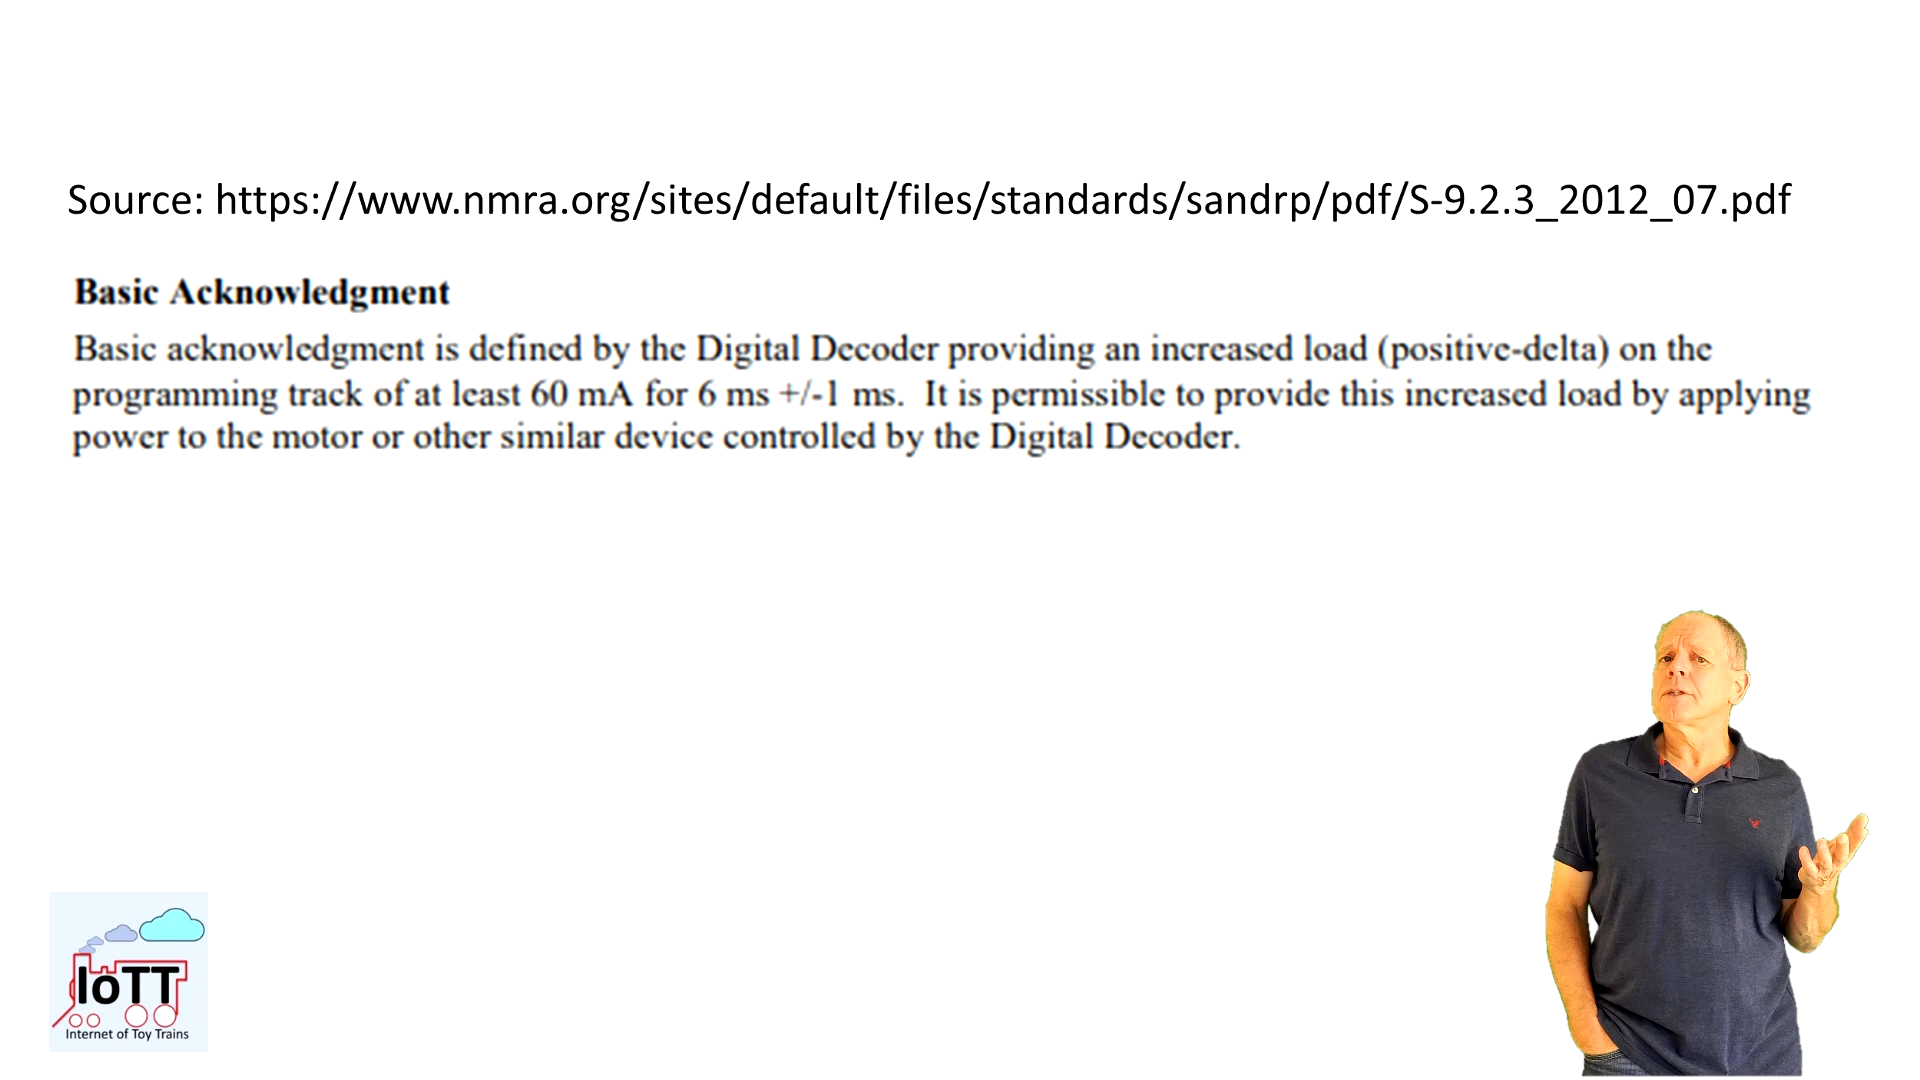 Source: https://www.nmra.org/sites/default/files/standards/sandrp/pdf/S-9.2.3_2012_07.pdf
Basic Acknowledgment
Basic acknowledgment is defined by the Digital Decoder providing an increased load (positive-delta) on the
programming track of at least 60 mA for 6 ms +/-1 ms.  It is permissible to provide this increased load by applying
power to the motor or other similar device controlled by the Digital Decoder.
IoTT
Internet of Toy Trains